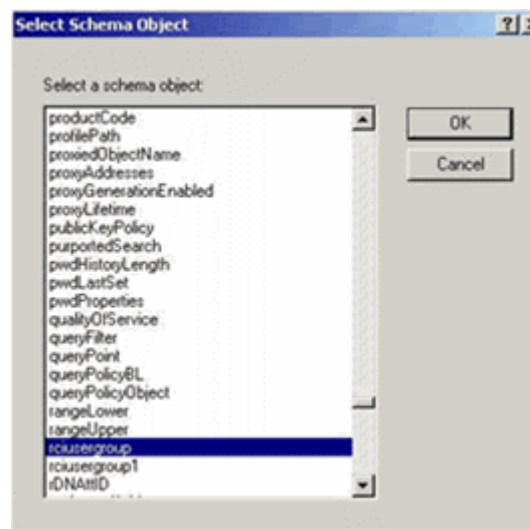 Select Schema Object
Select a schema object:
productCode
profilePath
proxiedObjectName
proxyAddresses
proxyGenerationEnabled
proxyLifetime
publicKeyPolicy
purportedSearch
pwdHistoryLength
pwdLastSet
pwdProperties
qualityOfService
queryFilter
queryPoint
queryPolicyBL
queryPolicyObject
rangeLower
rangeUpper
rciusergroup
rciusergroup1
rDNAttID
OK
Cancel